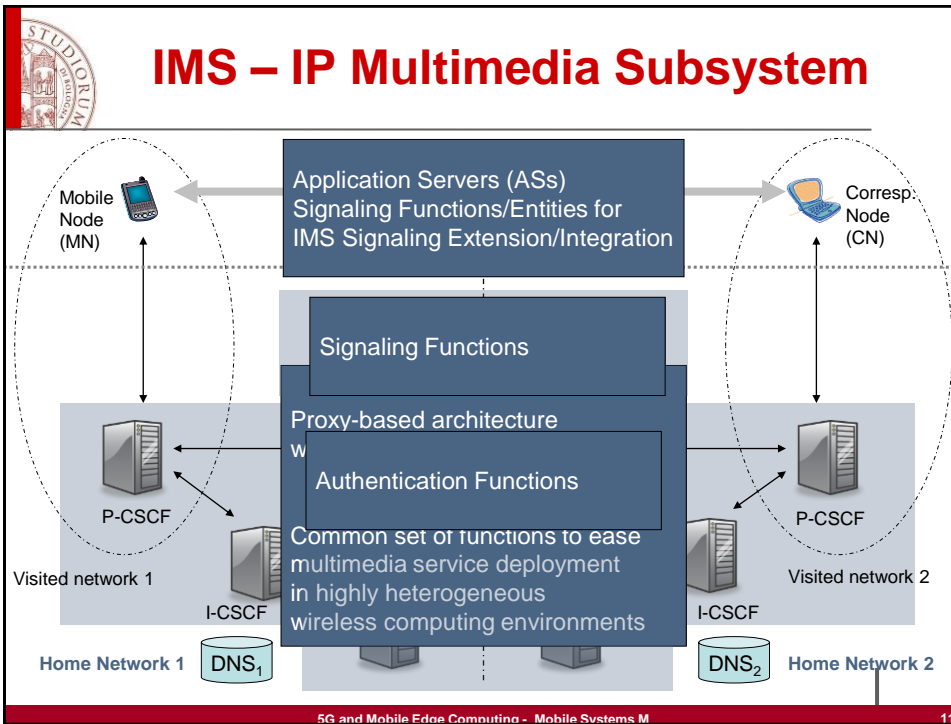 STUDIORUM
DI BOLOGNA
IMS – IP Multimedia Subsystem
Mobile
Node
(MN)
Application Servers (ASs)
Signaling Functions/Entities for
IMS Signaling Extension/Integration
Corresp.
Node
(CN)
Signaling Functions
Proxy-based architecture
w
Authentication Functions
Common set of functions to ease
multimedia service deployment
in highly heterogeneous
wireless computing environments
P-CSCF
P-CSCF
Visited network 1
Visited network 2
I-CSCF
I-CSCF
Home Network 1
DNS1
DNS2
Home Network 2
5G and Mobile Edge Computing - Mobile Systems M